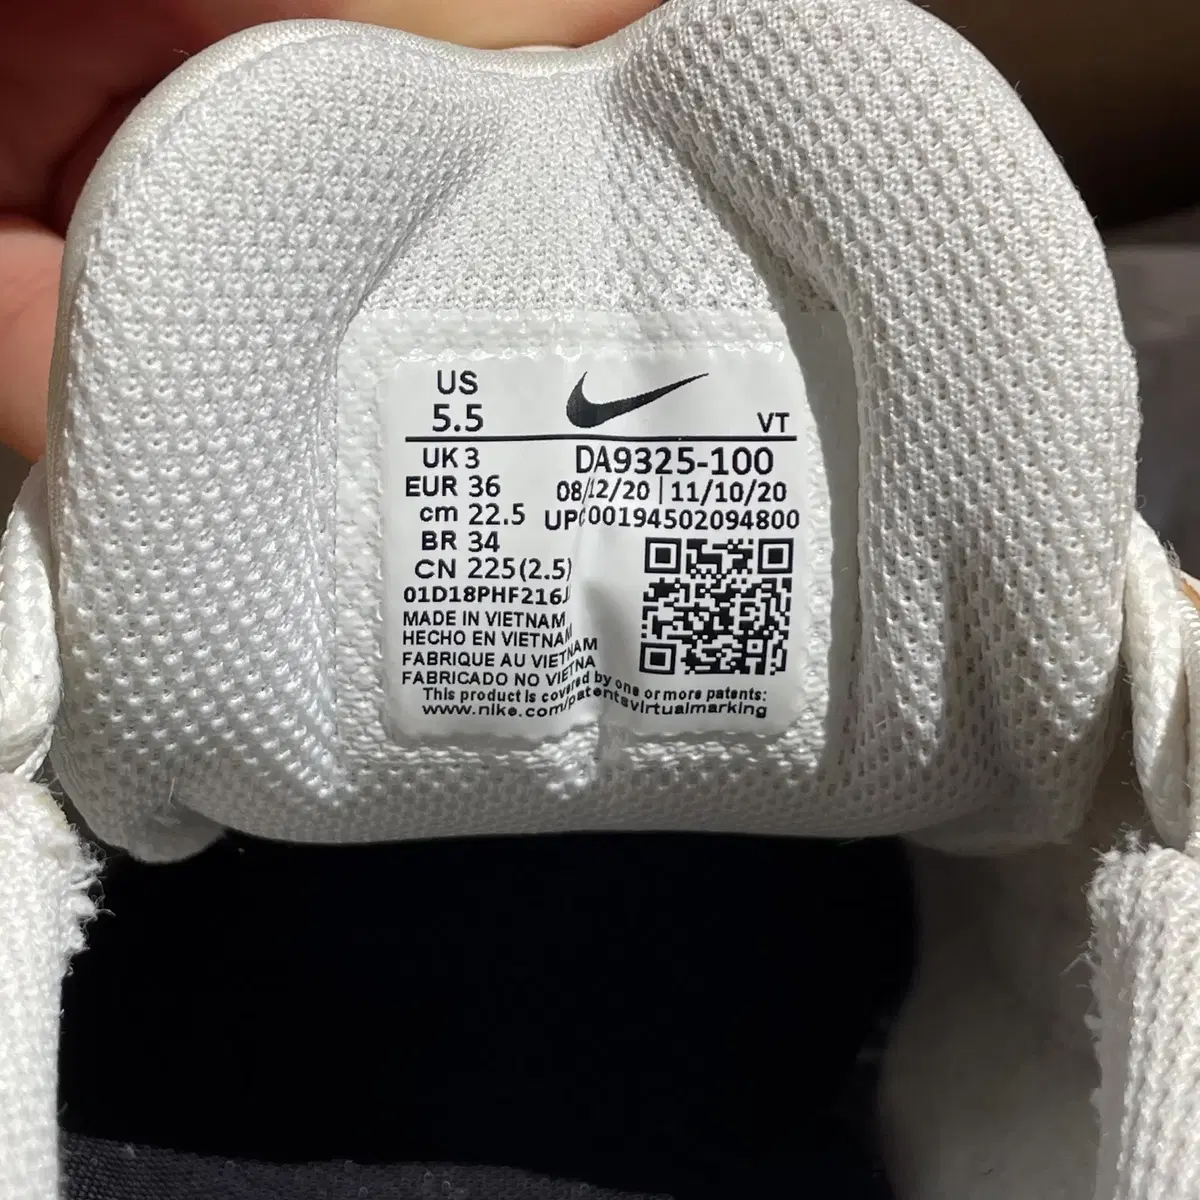 US
5.5
VT
UK 3
DA9325-100
EUR 36
08/12/20 | 11/10/20
cm 22.5
UPC 00194502094800
BR 34
CN 225(2.5)
01D18PHF216J
MADE IN VIETNAM
HECHO EN VIETNAM
FABRIQUE AU VIETNAM
FABRICADO NO VIETNA
This product is covered by one or more patents:
www.nike.com/patentsvirtualmarking